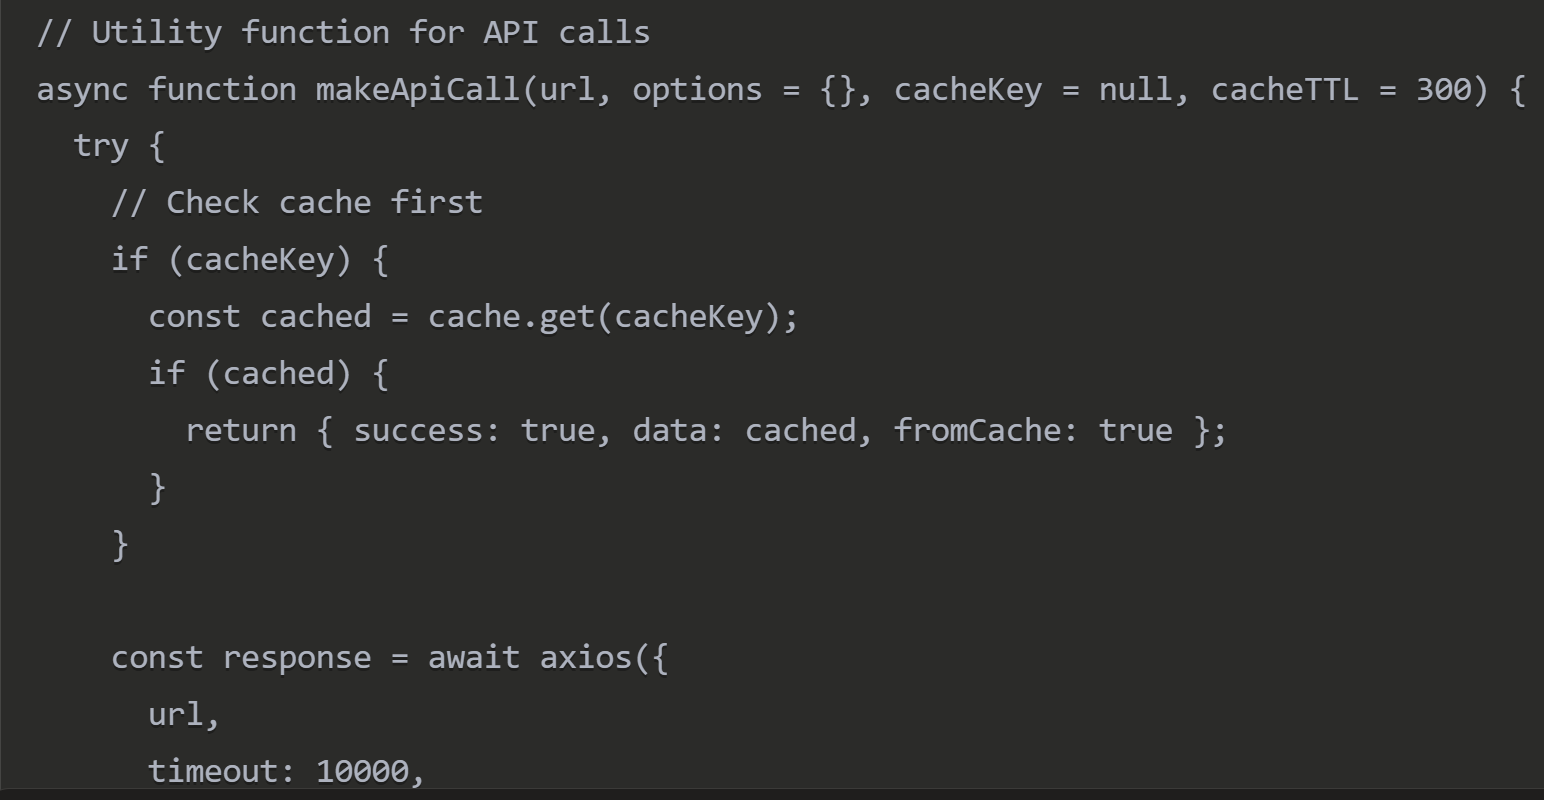 // Utility function for API calls
async function makeApiCall(url, options = {}, cacheKey = null, cacheTTL = 300) {
  try {
    // Check cache first
    if (cacheKey) {
      const cached = cache.get(cacheKey);
      if (cached) {
        return { success: true, data: cached, fromCache: true };
      }
    }

    const response = await axios({
      url,
      timeout: 10000,